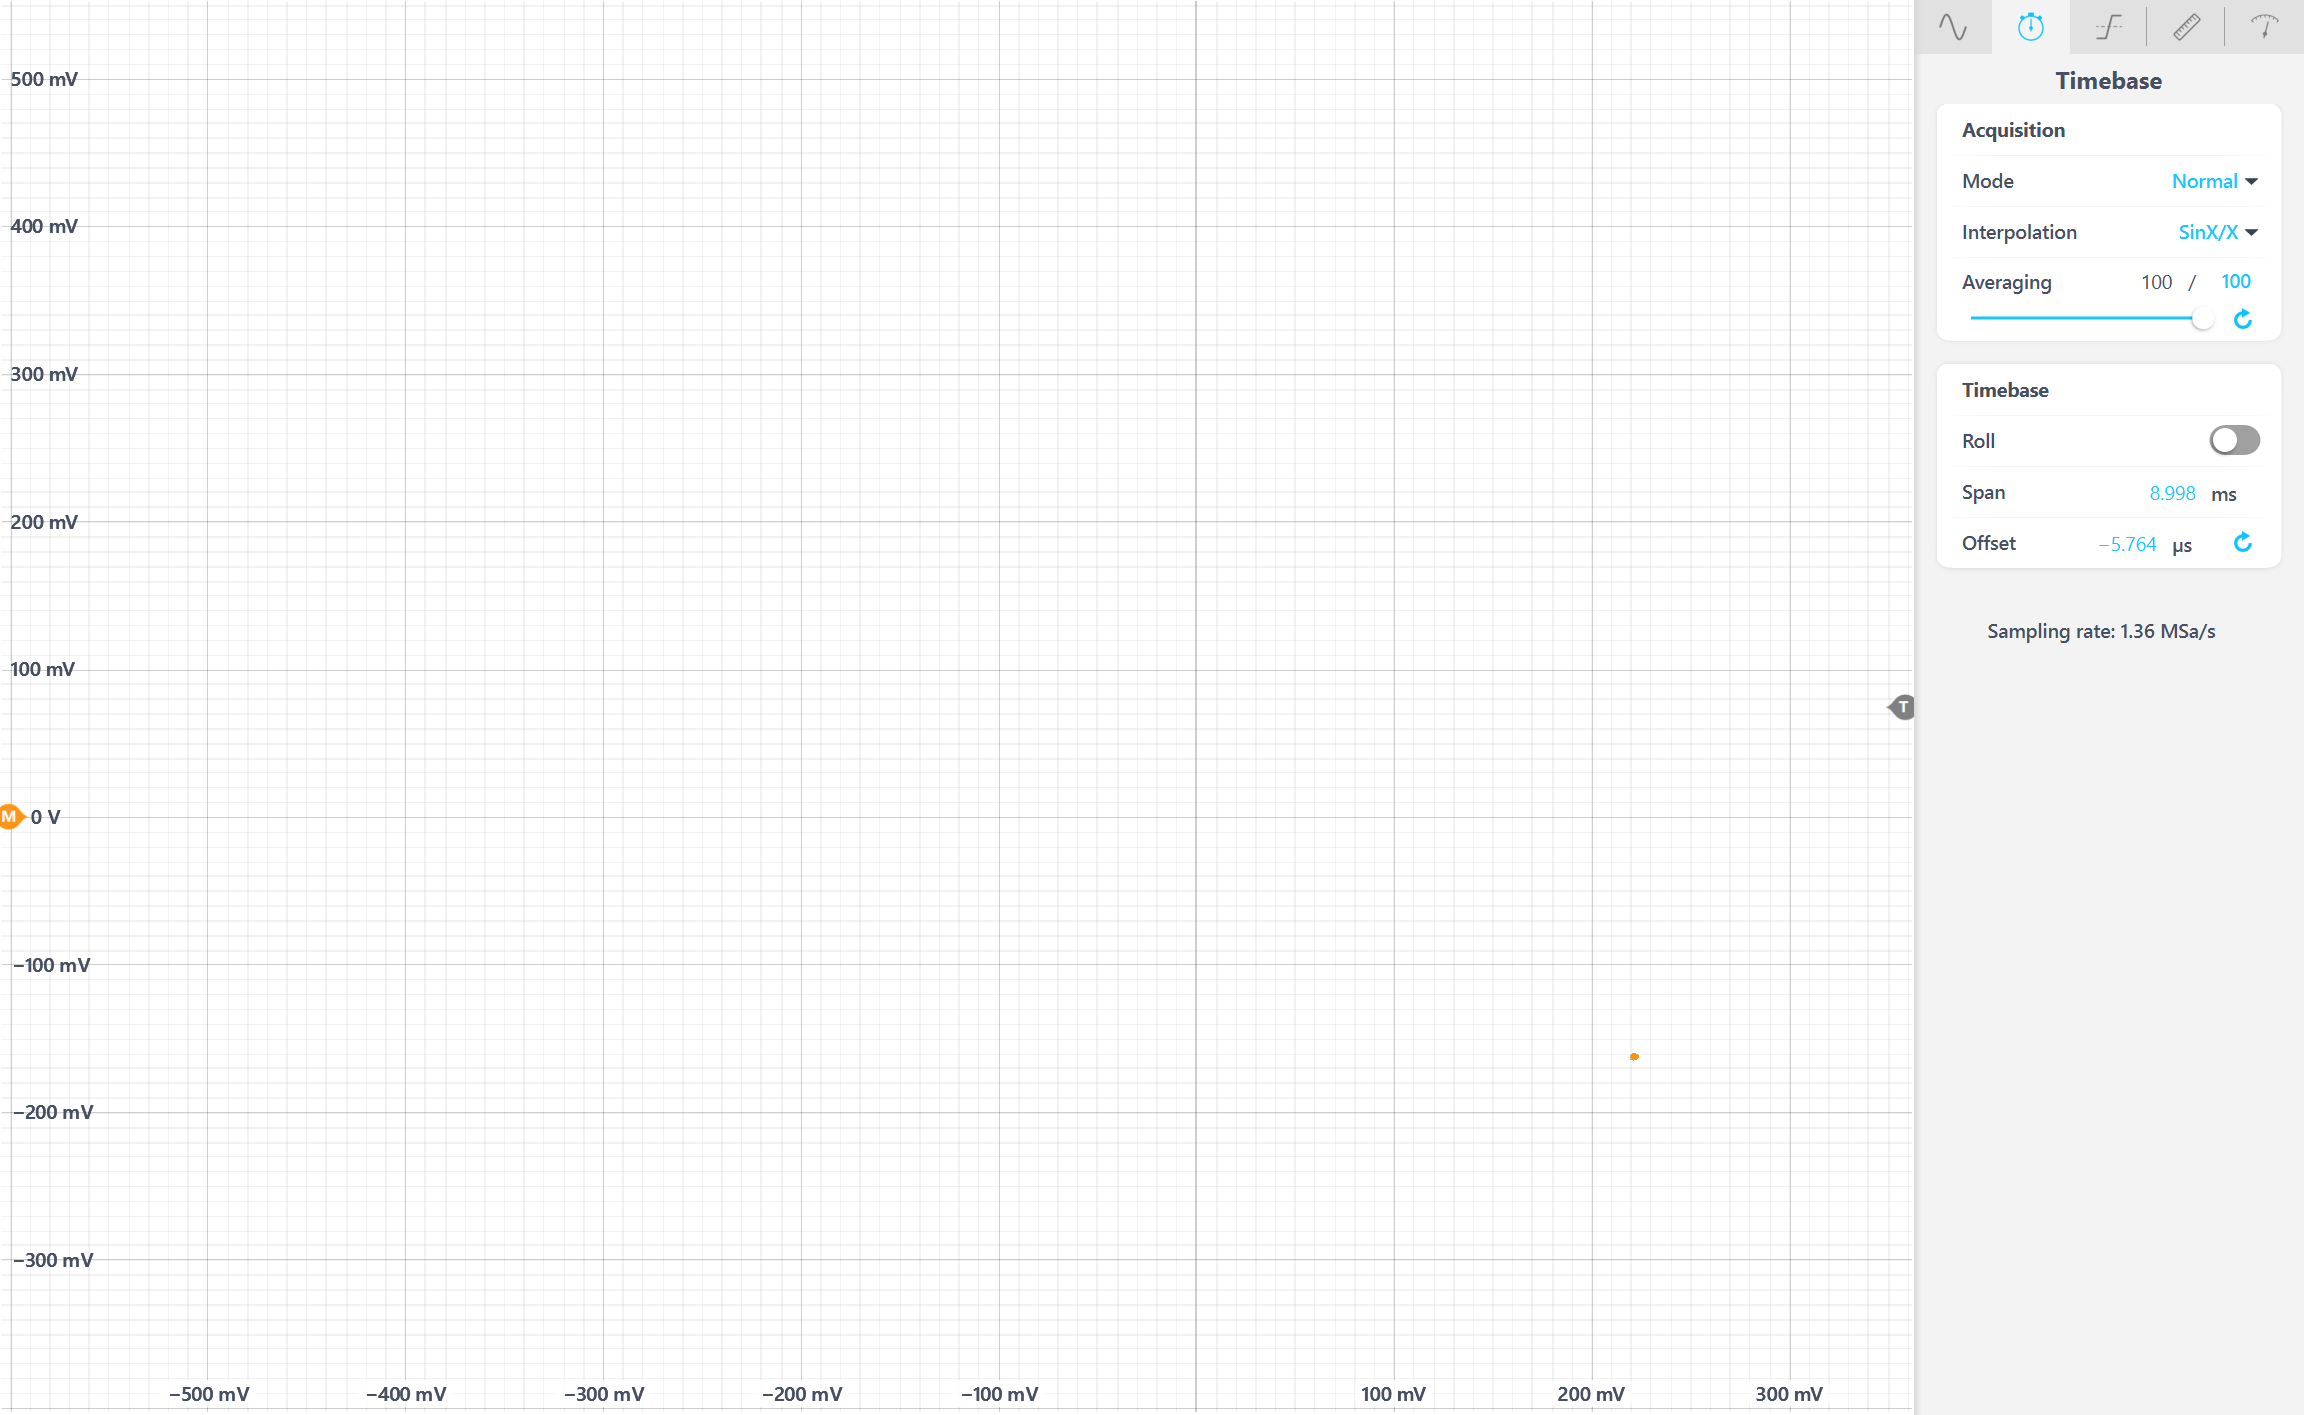 Timebase
Acquisition
Mode Normal
Interpolation SinX/X
Averaging 100 / 100
Timebase
Roll
Span 8.998 ms
Offset −5.764 µs
Sampling rate: 1.36 MSa/s
500 mV
400 mV
300 mV
200 mV
100 mV
T
M 0 V
−100 mV
−200 mV
−300 mV
−500 mV −400 mV −300 mV −200 mV −100 mV 100 mV 200 mV 300 mV